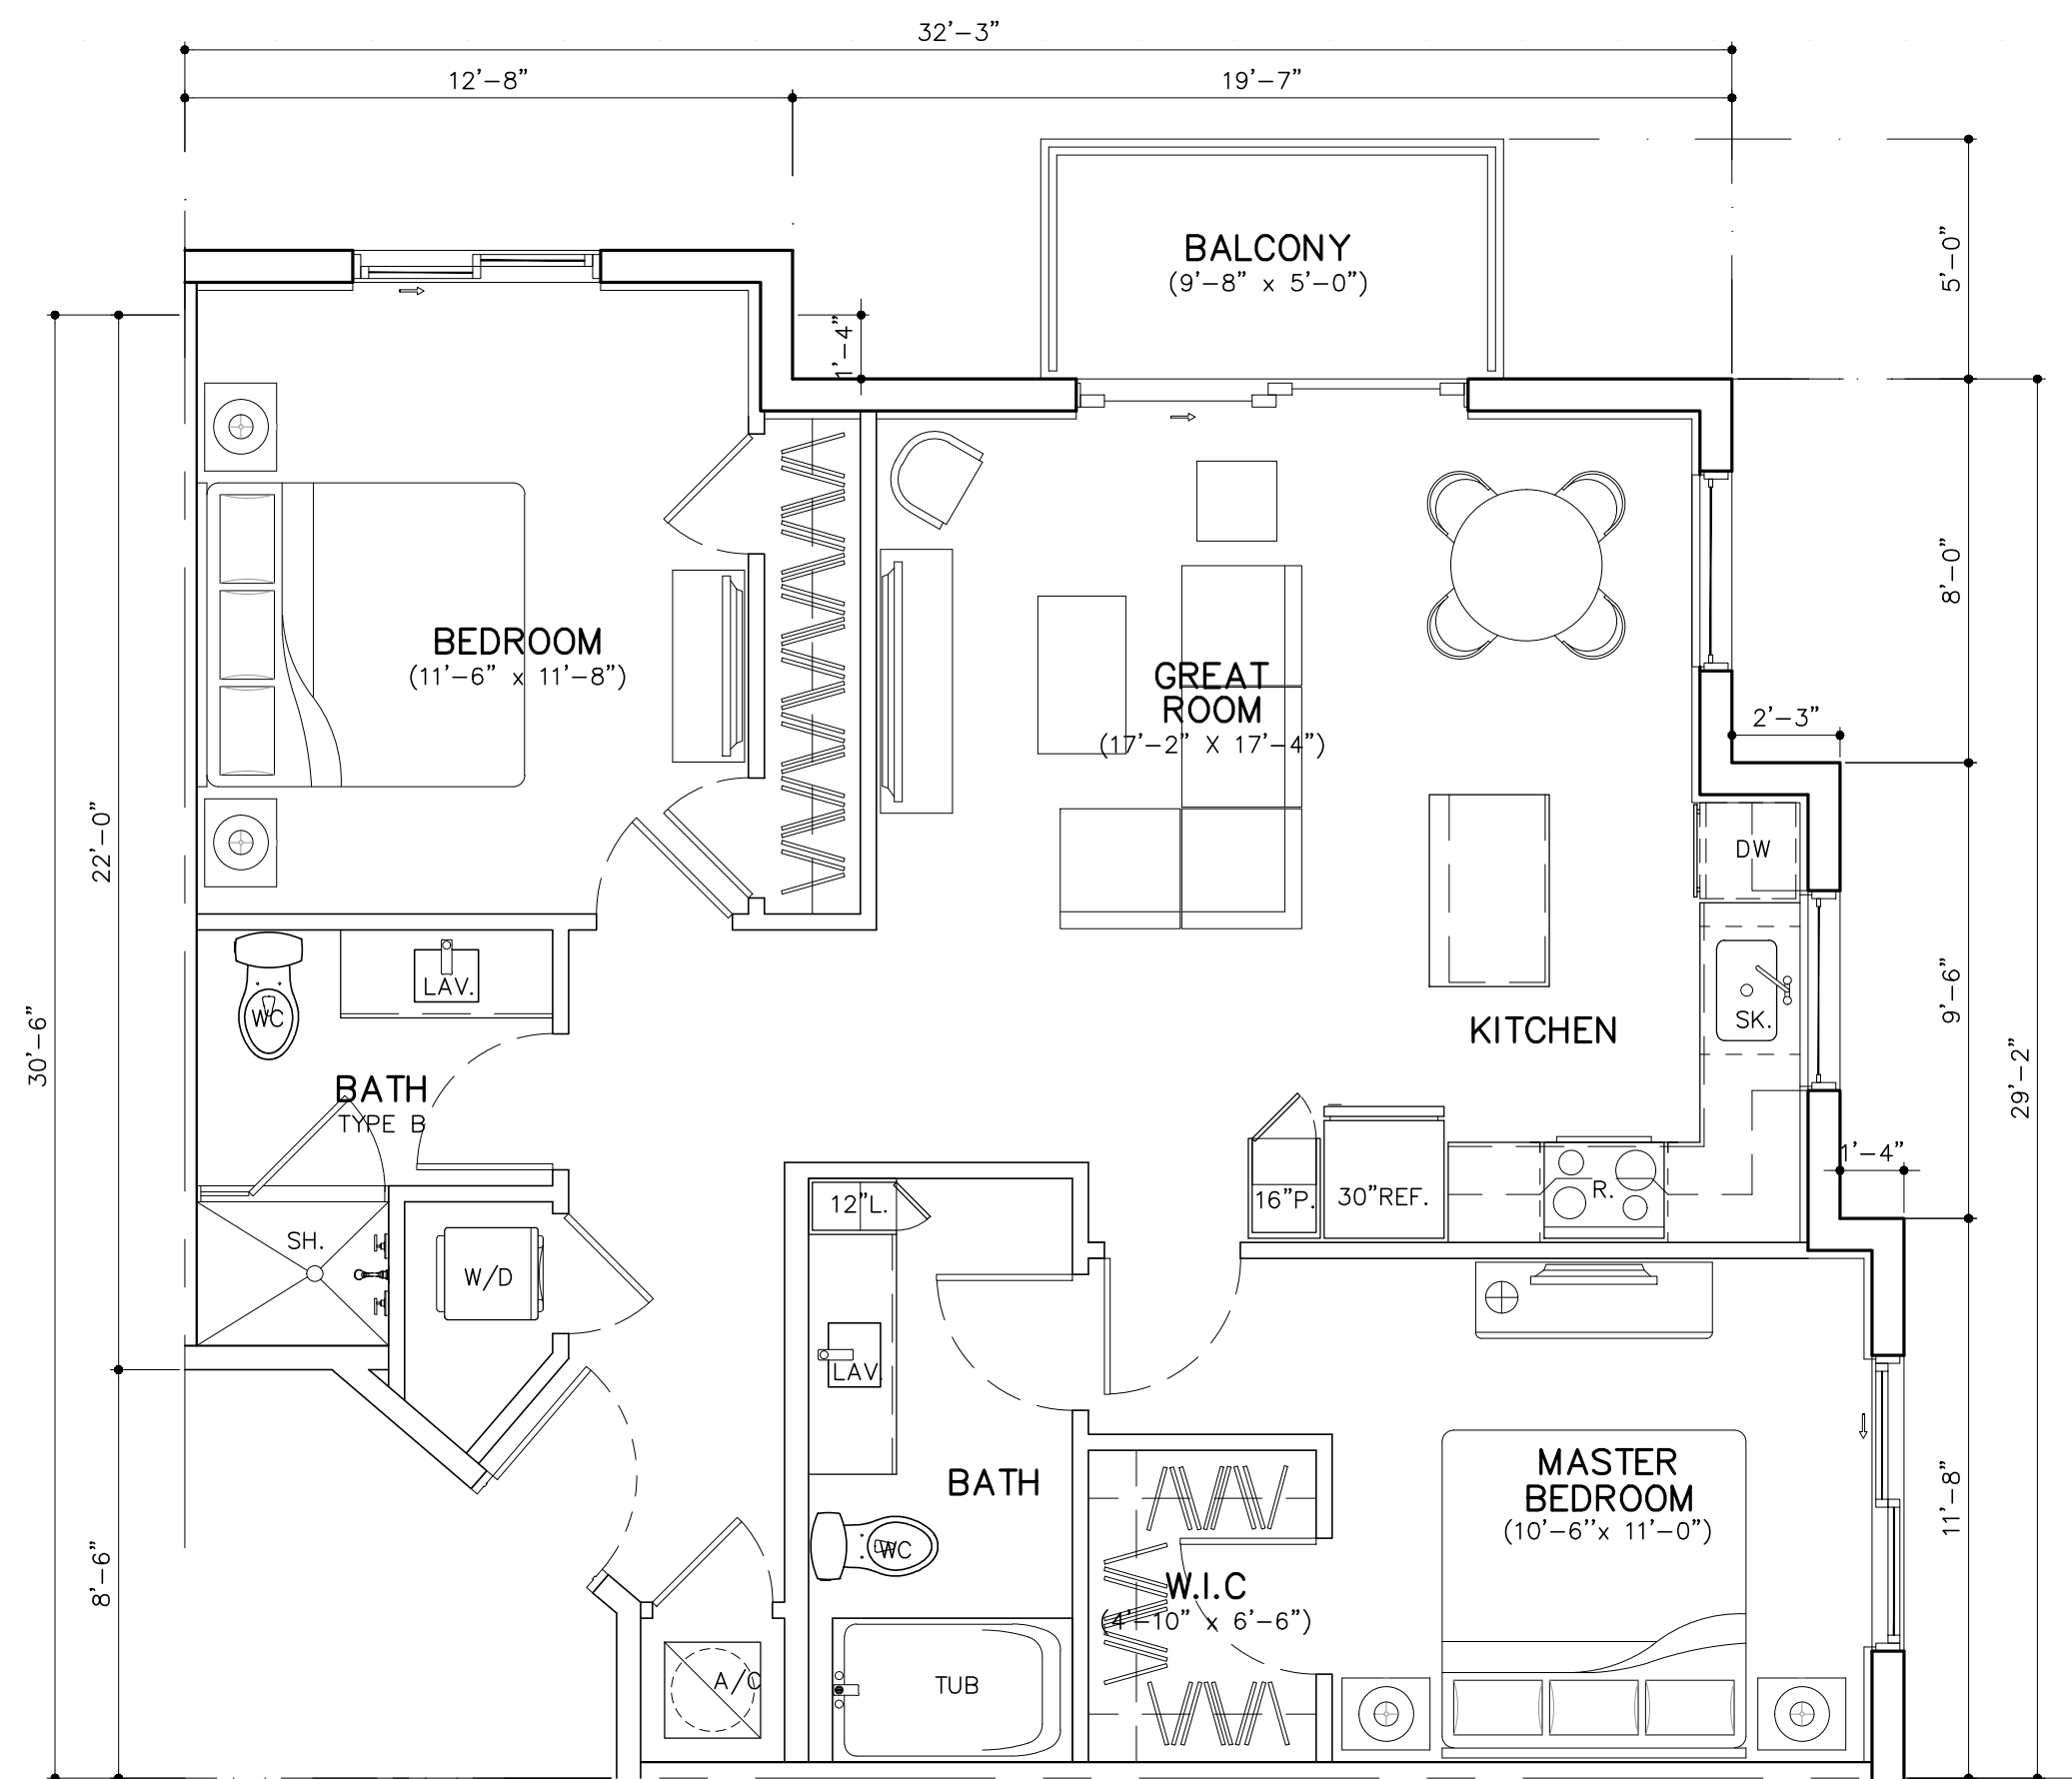 32'-3"
12'-8"
19'-7"
BALCONY
(9'-8" x 5'-0")
5'-0"
1'-4"
8'-0"
BEDROOM
(11'-6" x 11'-8")
GREAT
ROOM
(17'-2" X 17'-4")
2'-3"
22'-0"
DW
LAV.
WC
SK.
KITCHEN
9'-6"
30'-6"
29'-2"
BATH
TYPE B
1'-4"
12"L.
16"P.
30"REF.
R.
SH.
W/D
LAV.
BATH
MASTER
BEDROOM
(10'-6"x 11'-0")
11'-8"
WC
8'-6"
W.I.C
(4'-10" x 6'-6")
A/C
TUB